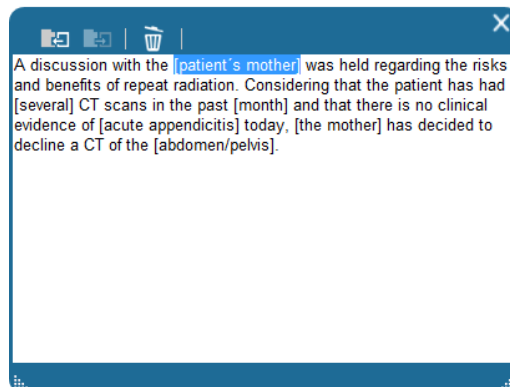 A discussion with the [patient´s mother] was held regarding the risks
and benefits of repeat radiation. Considering that the patient has had
[several] CT scans in the past [month] and that there is no clinical
evidence of [acute appendicitis] today, [the mother] has decided to
decline a CT of the [abdomen/pelvis].